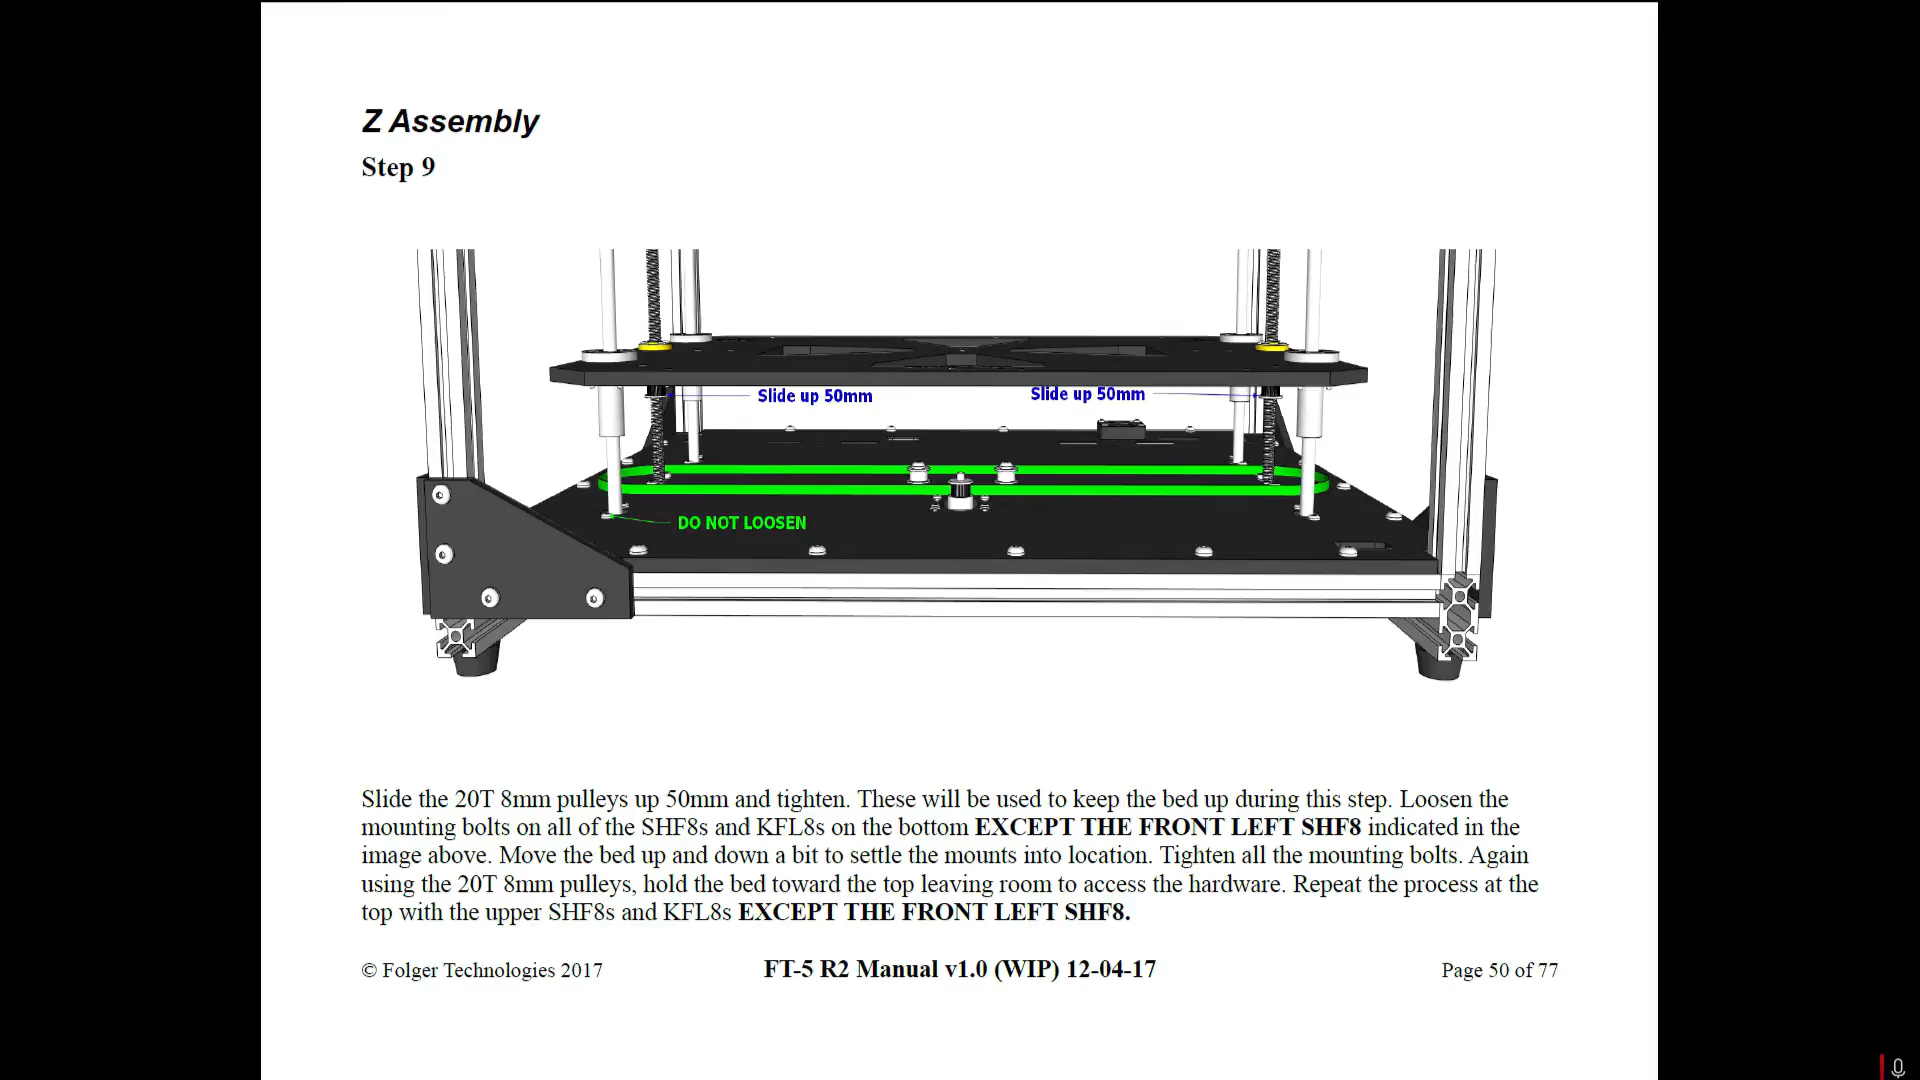 Z Assembly
Step 9
Slide up 50mm
Slide up 50mm
DO NOT LOOSEN
Slide the 20T 8mm pulleys up 50mm and tighten. These will be used to keep the bed up during this step. Loosen the
mounting bolts on all of the SHF8s and KFL8s on the bottom EXCEPT THE FRONT LEFT SHF8 indicated in the
image above. Move the bed up and down a bit to settle the mounts into location. Tighten all the mounting bolts. Again
using the 20T 8mm pulleys, hold the bed toward the top leaving room to access the hardware. Repeat the process at the
top with the upper SHF8s and KFL8s EXCEPT THE FRONT LEFT SHF8.
© Folger Technologies 2017
FT-5 R2 Manual v1.0 (WIP) 12-04-17
Page 50 of 77